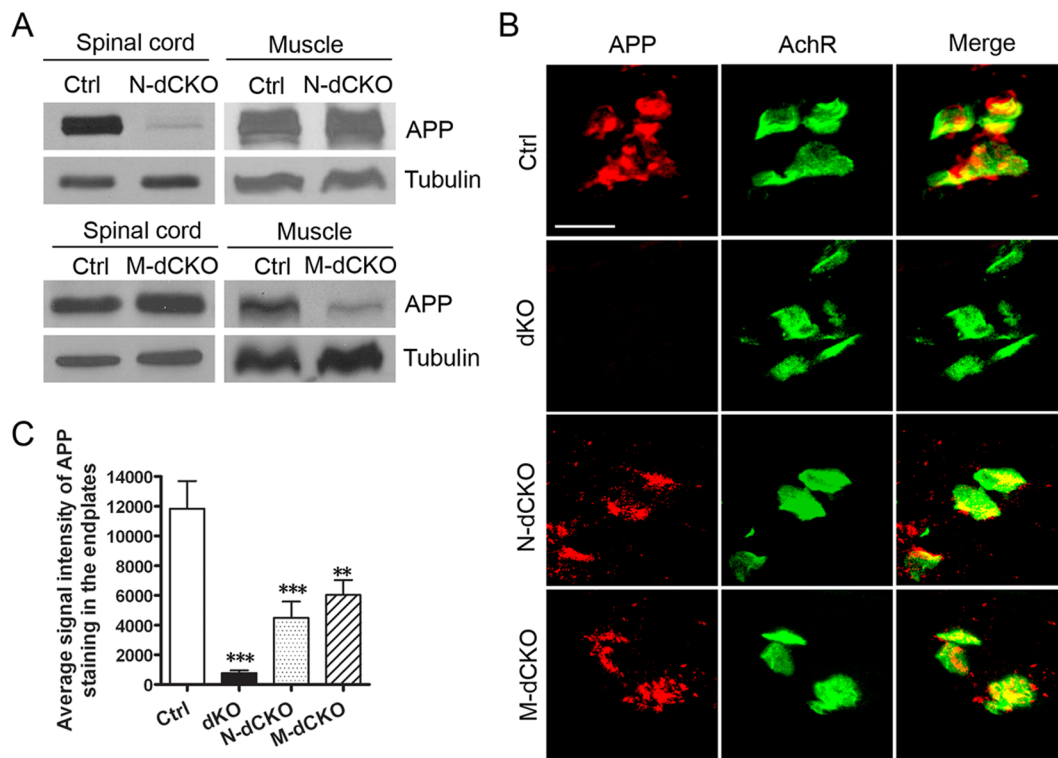 A
Spinal cord Muscle
Ctrl N-dCKO Ctrl N-dCKO
APP
Tubulin
Spinal cord Muscle
Ctrl M-dCKO Ctrl M-dCKO
APP
Tubulin
B
APP AchR Merge
Ctrl
dKO
N-dCKO
M-dCKO
C
Average signal intensity of APP
staining in the endplates
14000
12000
10000
8000
6000
4000
2000
0
***
***
**
Ctrl dKO N-dCKO M-dCKO